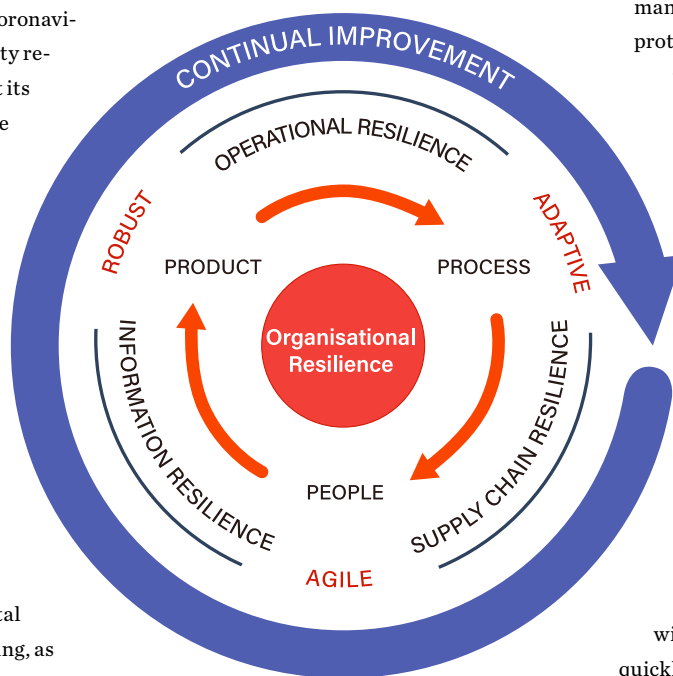 oronavi-
ty re-
t its
e
man
prot
CONTINUAL IMPROVEMENT
OPERATIONAL RESILIENCE
ROBUST
ADAPTIVE
PRODUCT
PROCESS
Organisational
Resilience
INFORMATION RESILIENCE
SUPPLY CHAIN RESILIENCE
PEOPLE
AGILE
tal
ng, as
wi
quickl